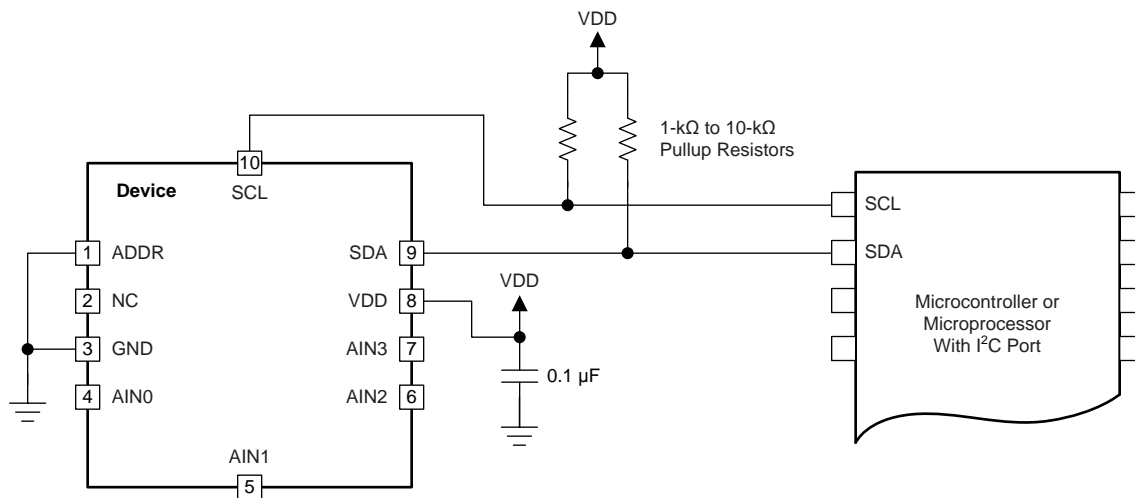 VDD
1-kΩ to 10-kΩ
Pullup Resistors
10
Device
SCL
SCL
1 ADDR
SDA 9
SDA
VDD
2 NC
VDD 8
Microcontroller or
Microprocessor
With I²C Port
3 GND
AIN3 7
0.1 µF
4 AIN0
AIN2 6
AIN1
5